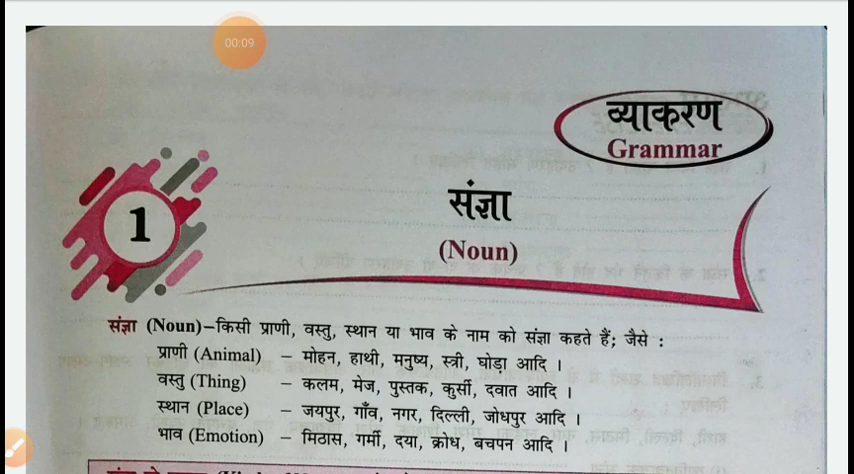 00:09
व्याकरण
Grammar
1
संज्ञा
(Noun)
संज्ञा (Noun)–किसी प्राणी, वस्तु, स्थान या भाव के नाम को संज्ञा कहते हैं; जैसे :
प्राणी (Animal) – मोहन, हाथी, मनुष्य, स्त्री, घोड़ा आदि ।
वस्तु (Thing) – कलम, मेज, पुस्तक, कुर्सी, दवात आदि ।
स्थान (Place) – जयपुर, गाँव, नगर, दिल्ली, जोधपुर आदि ।
भाव (Emotion) – मिठास, गर्मी, दया, क्रोध, बचपन आदि ।